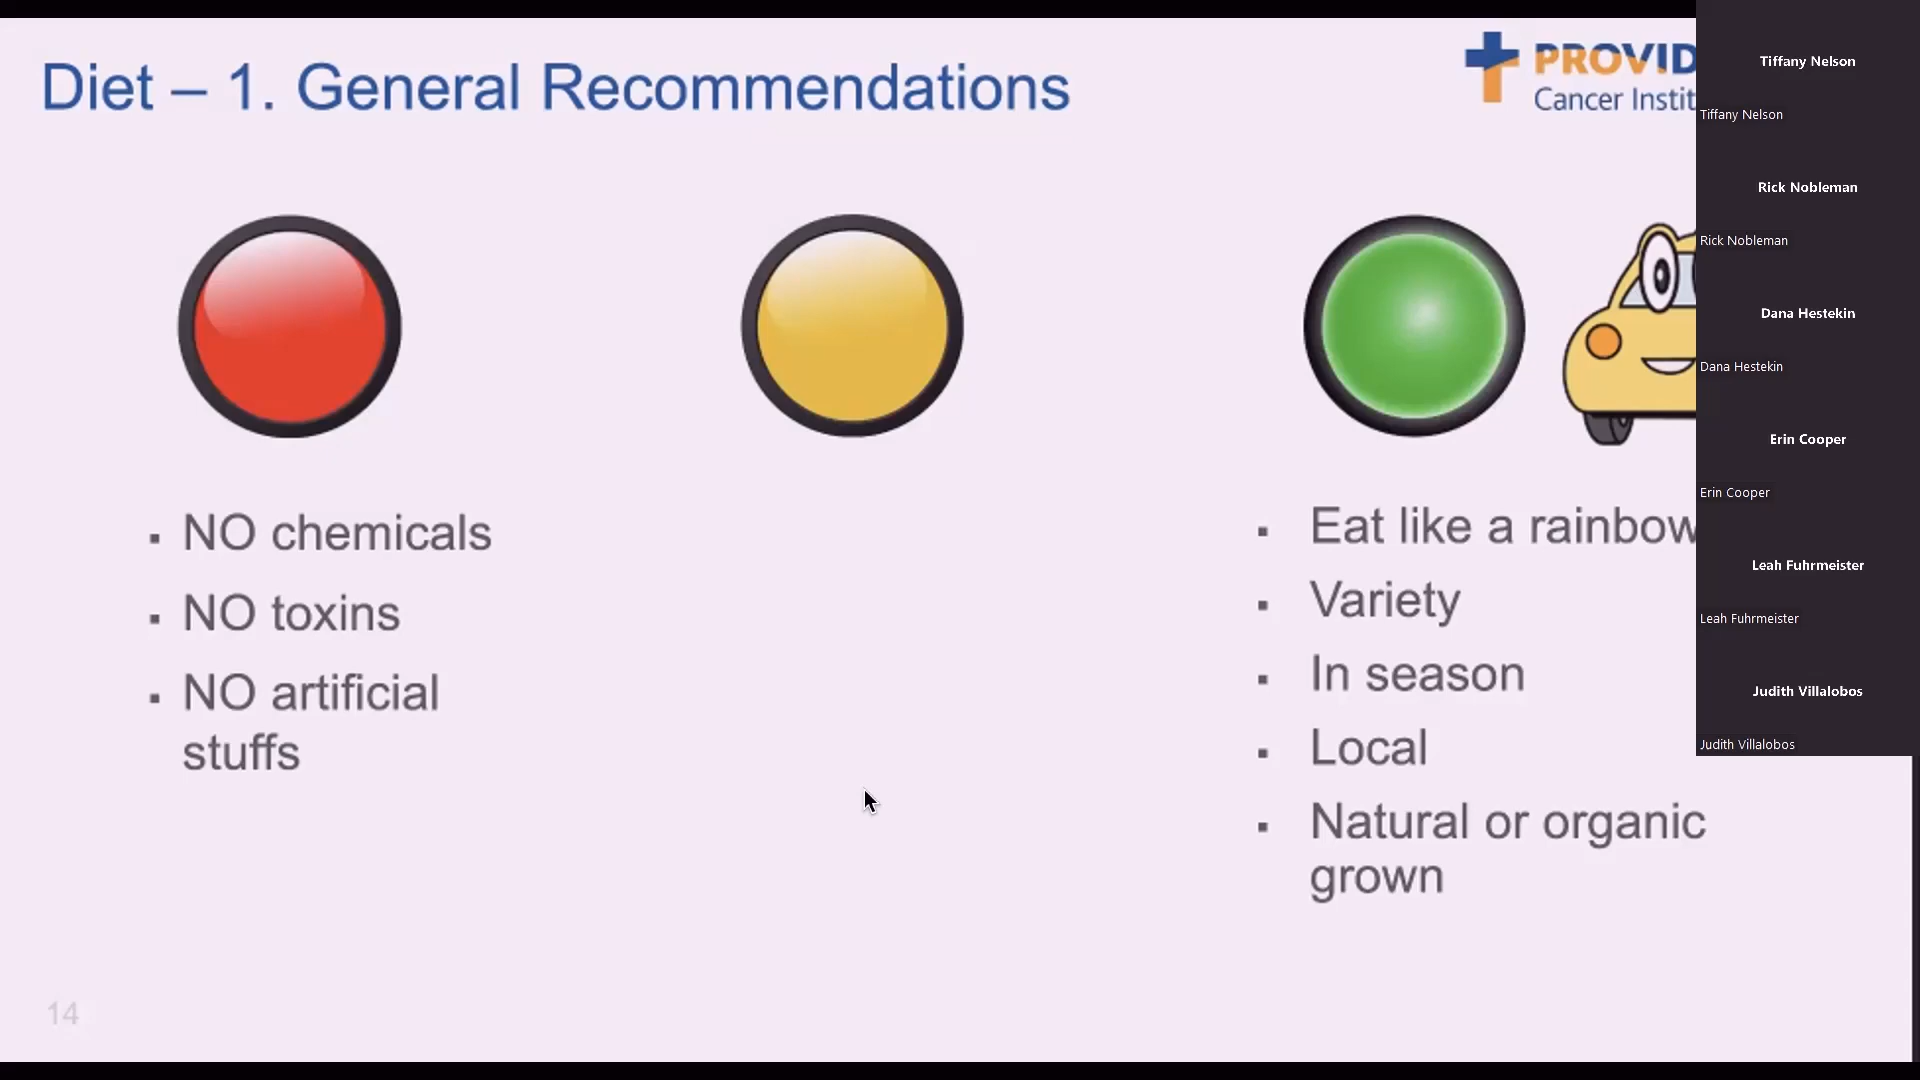 Diet – 1. General Recommendations
PROVID
Cancer Instit
▪ NO chemicals
▪ NO toxins
▪ NO artificial
stuffs
▪ Eat like a rainbow
▪ Variety
▪ In season
▪ Local
▪ Natural or organic
grown
14
Tiffany Nelson
Tiffany Nelson
Rick Nobleman
Rick Nobleman
Dana Hestekin
Dana Hestekin
Erin Cooper
Erin Cooper
Leah Fuhrmeister
Leah Fuhrmeister
Judith Villalobos
Judith Villalobos